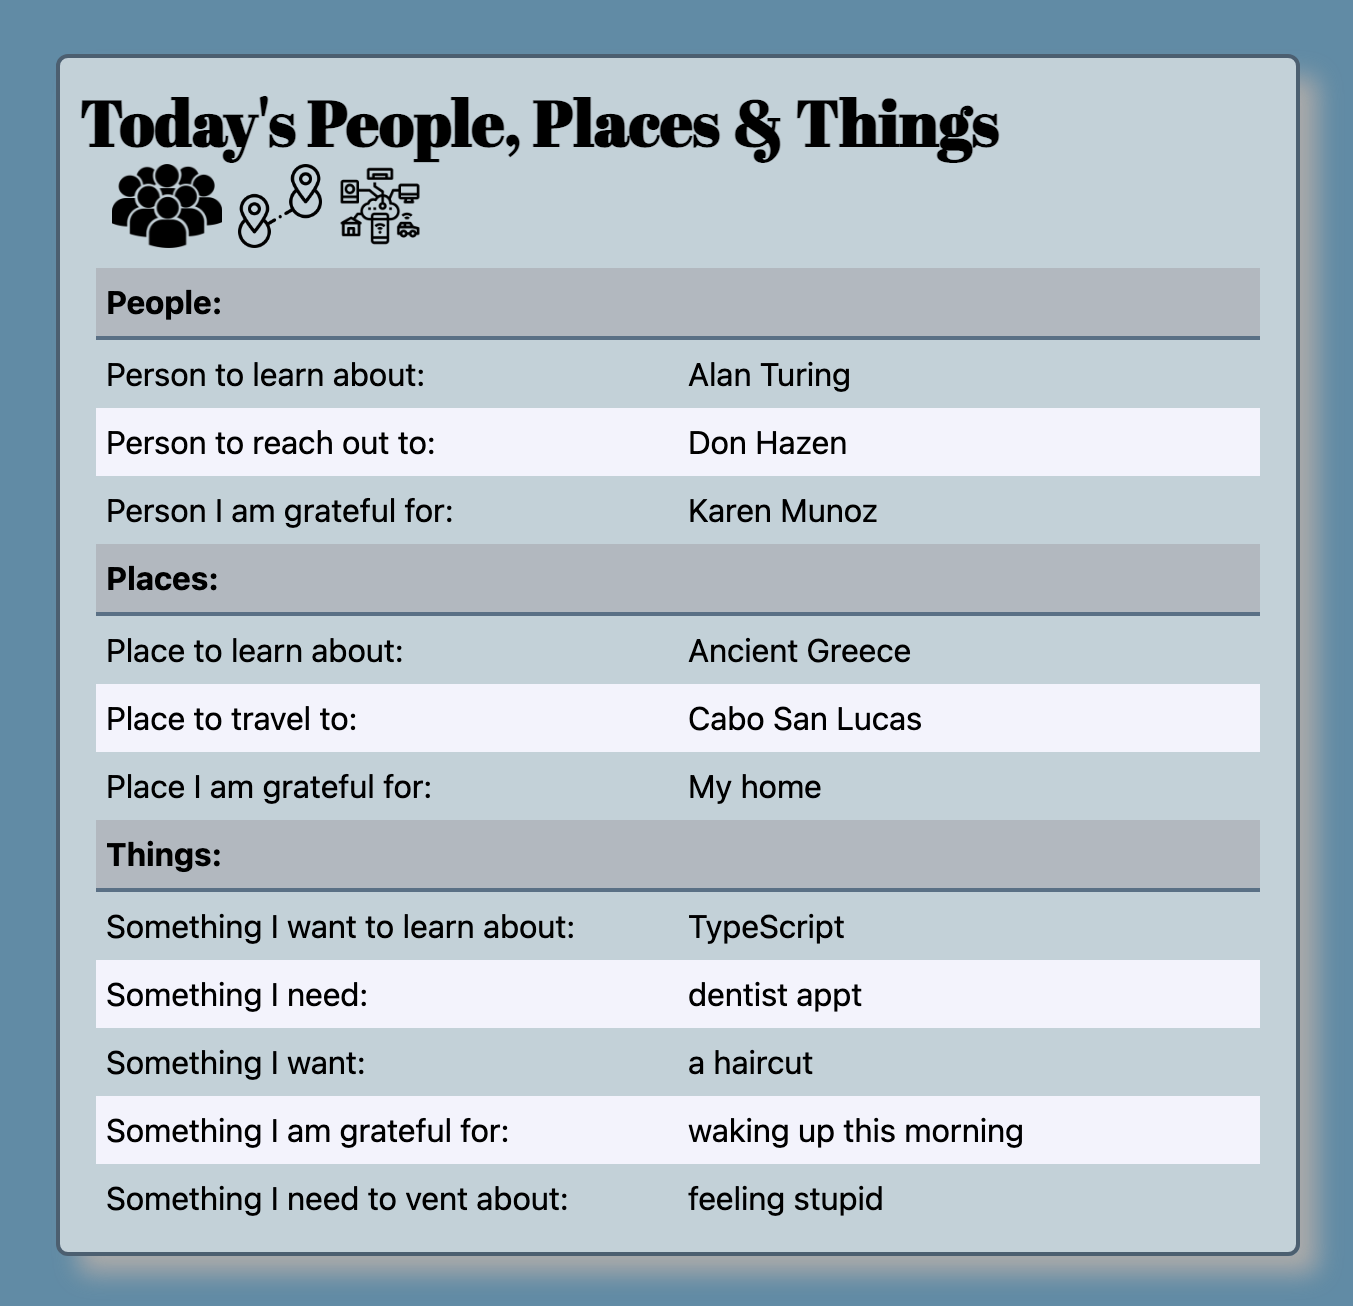 Today's People, Places & Things
People:
Person to learn about: Alan Turing
Person to reach out to: Don Hazen
Person I am grateful for: Karen Munoz
Places:
Place to learn about: Ancient Greece
Place to travel to: Cabo San Lucas
Place I am grateful for: My home
Things:
Something I want to learn about: TypeScript
Something I need: dentist appt
Something I want: a haircut
Something I am grateful for: waking up this morning
Something I need to vent about: feeling stupid